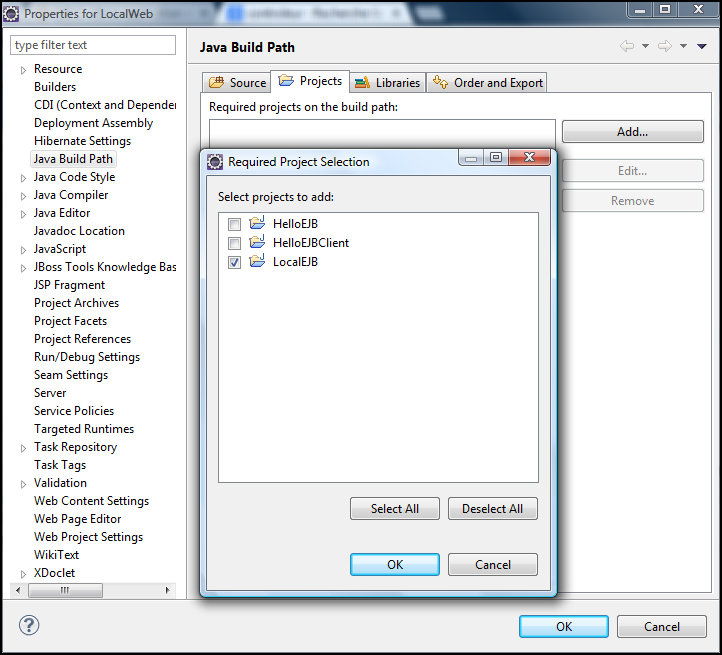 Properties for LocalWeb
type filter text
Resource
Builders
CDI (Context and Depender
Deployment Assembly
Hibernate Settings
Java Build Path
Java Code Style
Java Compiler
Java Editor
Javadoc Location
JavaScript
JBoss Tools Knowledge Bas
JSP Fragment
Project Archives
Project Facets
Project References
Run/Debug Settings
Seam Settings
Server
Service Policies
Targeted Runtimes
Task Repository
Task Tags
Validation
Web Content Settings
Web Page Editor
Web Project Settings
WikiText
XDoclet
Java Build Path
Source Projects Libraries Order and Export
Required projects on the build path:
Add...
Edit...
Remove
Required Project Selection
Select projects to add:
HelloEJB
HelloEJBClient
LocalEJB
Select All Deselect All
OK Cancel
OK Cancel